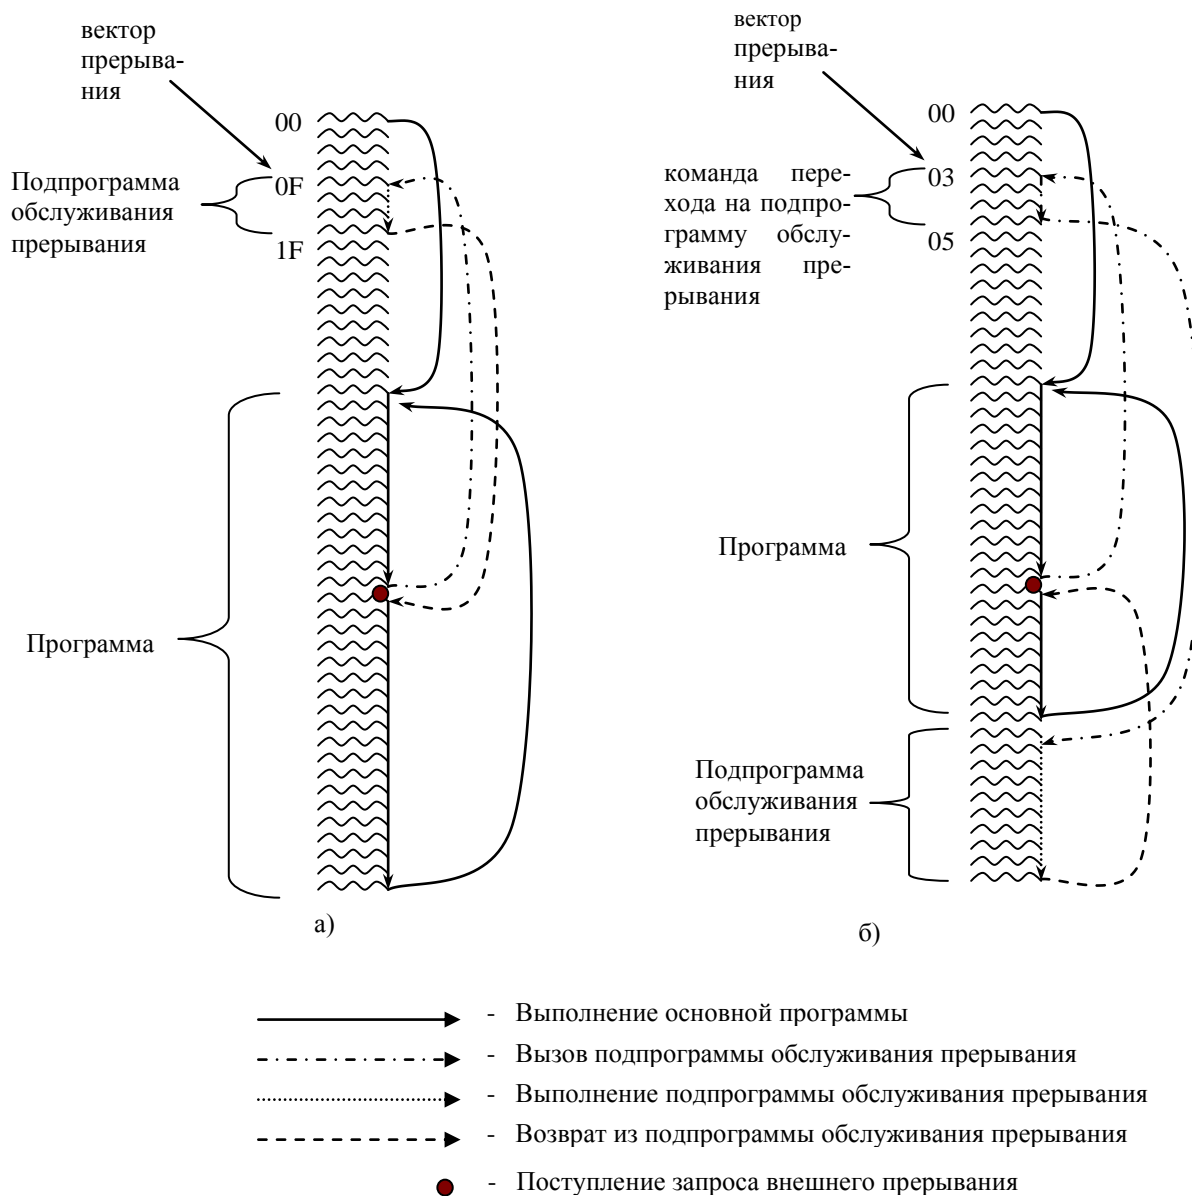 вектор
прерыва-
ния
00
0F
1F
Подпрограмма
обслуживания
прерывания
Программа
а)
вектор
прерыва-
ния
00
03
05
команда пере-
хода на подпро-
грамму обслу-
живания пре-
рывания
Программа
Подпрограмма
обслуживания
прерывания
б)
- Выполнение основной программы
- Вызов подпрограммы обслуживания прерывания
- Выполнение подпрограммы обслуживания прерывания
- Возврат из подпрограммы обслуживания прерывания
- Поступление запроса внешнего прерывания